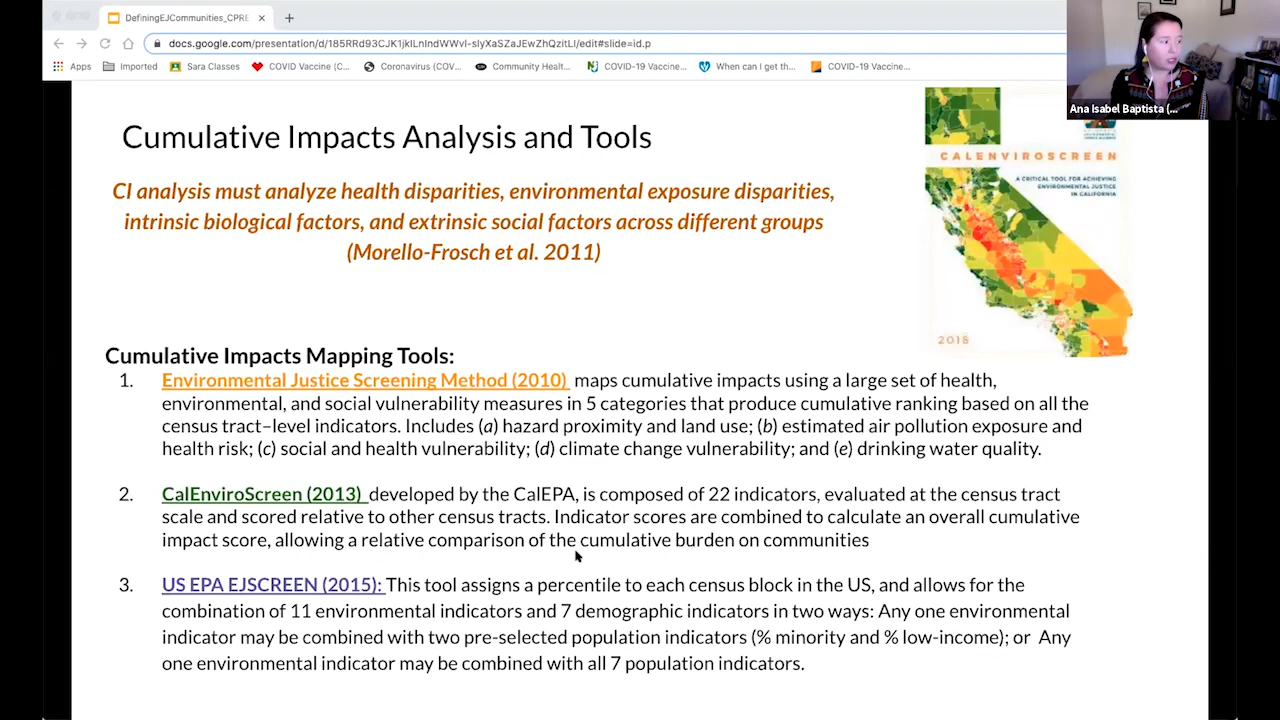 DefiningEJCommunities_CPRE
docs.google.com/presentation/d/185RRd93CJK1jkILnIndWWvI-slyXaSZaJEwZhQzitLI/edit#slide=id.p
Apps Imported Sara Classes COVID Vaccine (C... Coronavirus (COV... Community Healt... COVID-19 Vaccine... When can I get th... COVID-19 Vaccine...
Ana Isabel Baptista (...
Cumulative Impacts Analysis and Tools
CI analysis must analyze health disparities, environmental exposure disparities,
intrinsic biological factors, and extrinsic social factors across different groups
(Morello-Frosch et al. 2011)
CALENVIROSCREEN
A CRITICAL TOOL FOR ACHIEVING
ENVIRONMENTAL JUSTICE
IN CALIFORNIA
2018
Cumulative Impacts Mapping Tools:
1. Environmental Justice Screening Method (2010) maps cumulative impacts using a large set of health,
environmental, and social vulnerability measures in 5 categories that produce cumulative ranking based on all the
census tract–level indicators. Includes (a) hazard proximity and land use; (b) estimated air pollution exposure and
health risk; (c) social and health vulnerability; (d) climate change vulnerability; and (e) drinking water quality.
2. CalEnviroScreen (2013) developed by the CalEPA, is composed of 22 indicators, evaluated at the census tract
scale and scored relative to other census tracts. Indicator scores are combined to calculate an overall cumulative
impact score, allowing a relative comparison of the cumulative burden on communities
3. US EPA EJSCREEN (2015): This tool assigns a percentile to each census block in the US, and allows for the
combination of 11 environmental indicators and 7 demographic indicators in two ways: Any one environmental
indicator may be combined with two pre-selected population indicators (% minority and % low-income); or Any
one environmental indicator may be combined with all 7 population indicators.